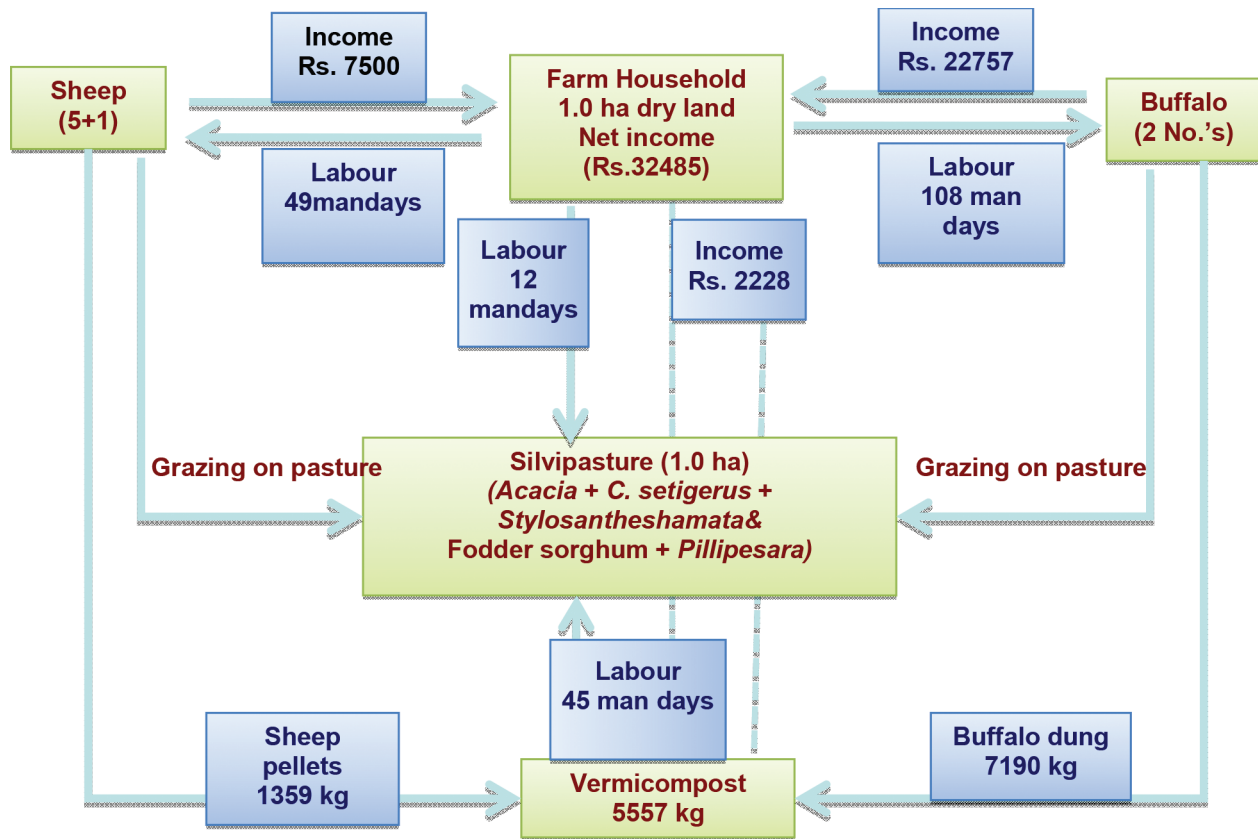 Income
Rs. 7500
Income
Rs. 22757
Sheep
(5+1)
Farm Household
1.0 ha dry land
Net income
(Rs.32485)
Buffalo
(2 No.’s)
Labour
49mandays
Labour
108 man
days
Labour
12
mandays
Income
Rs. 2228
Grazing on pasture
Silvipasture (1.0 ha)
(Acacia + C. setigerus +
Stylosantheshamata&
Fodder sorghum + Pillipesara)
Grazing on pasture
Labour
45 man days
Sheep
pellets
1359 kg
Vermicompost
5557 kg
Buffalo dung
7190 kg